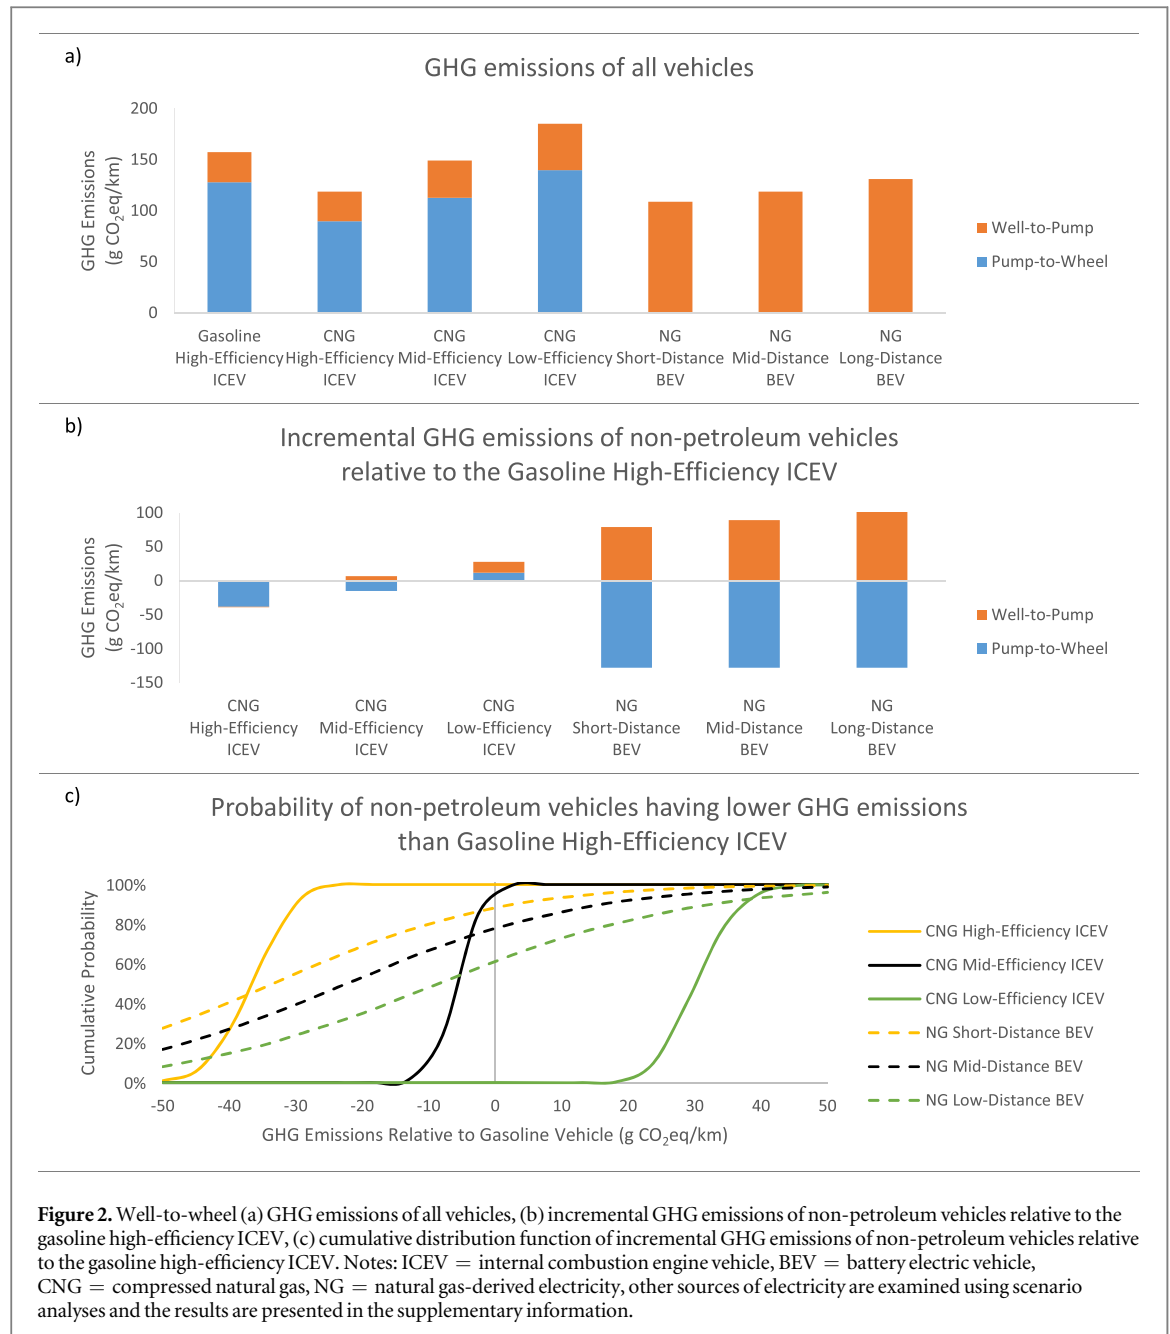 a)
GHG emissions of all vehicles
GHG Emissions
(g CO₂eq/km)
200
150
100
50
0
Well-to-Pump
Pump-to-Wheel
Gasoline
High-Efficiency
ICEV
CNG
High-Efficiency
ICEV
CNG
Mid-Efficiency
ICEV
CNG
Low-Efficiency
ICEV
NG
Short-Distance
BEV
NG
Mid-Distance
BEV
NG
Long-Distance
BEV
b)
Incremental GHG emissions of non-petroleum vehicles
relative to the Gasoline High-Efficiency ICEV
GHG Emissions
(g CO₂eq/km)
100
50
0
-50
-100
-150
Well-to-Pump
Pump-to-Wheel
CNG
High-Efficiency
ICEV
CNG
Mid-Efficiency
ICEV
CNG
Low-Efficiency
ICEV
NG
Short-Distance
BEV
NG
Mid-Distance
BEV
NG
Long-Distance
BEV
c)
Probability of non-petroleum vehicles having lower GHG emissions
than Gasoline High-Efficiency ICEV
Cumulative Probability
100%
80%
60%
40%
20%
0%
-50
-40
-30
-20
-10
0
10
20
30
40
50
GHG Emissions Relative to Gasoline Vehicle (g CO₂eq/km)
CNG High-Efficiency ICEV
CNG Mid-Efficiency ICEV
CNG Low-Efficiency ICEV
NG Short-Distance BEV
NG Mid-Distance BEV
NG Low-Distance BEV
Figure 2. Well-to-wheel (a) GHG emissions of all vehicles, (b) incremental GHG emissions of non-petroleum vehicles relative to the
gasoline high-efficiency ICEV, (c) cumulative distribution function of incremental GHG emissions of non-petroleum vehicles relative
to the gasoline high-efficiency ICEV. Notes: ICEV = internal combustion engine vehicle, BEV = battery electric vehicle,
CNG = compressed natural gas, NG = natural gas-derived electricity, other sources of electricity are examined using scenario
analyses and the results are presented in the supplementary information.